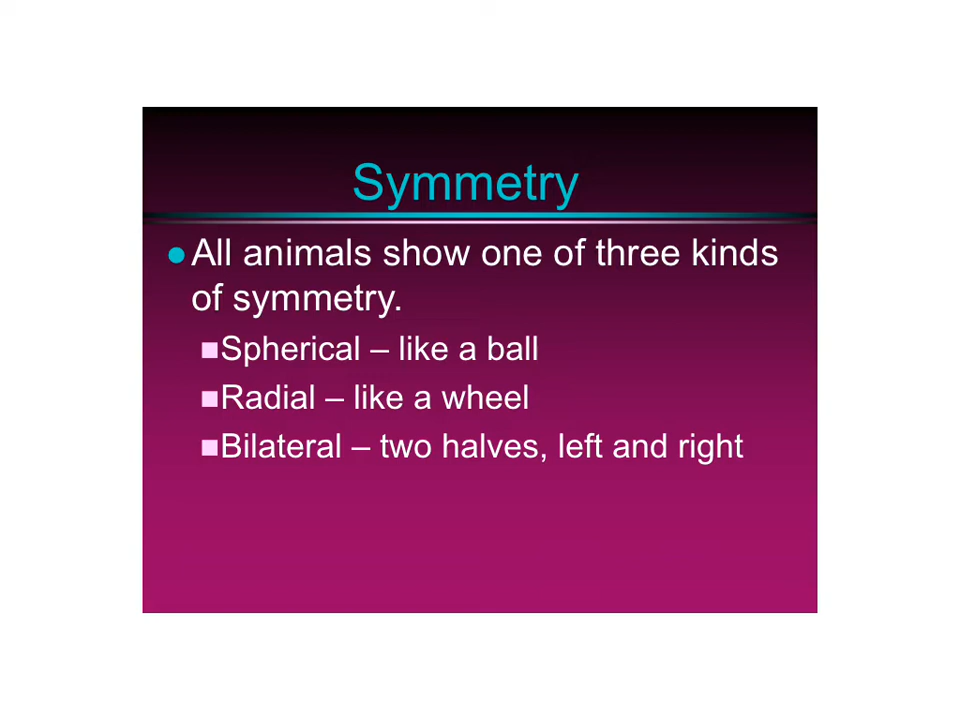 Symmetry
All animals show one of three kinds
of symmetry.
Spherical – like a ball
Radial – like a wheel
Bilateral – two halves, left and right